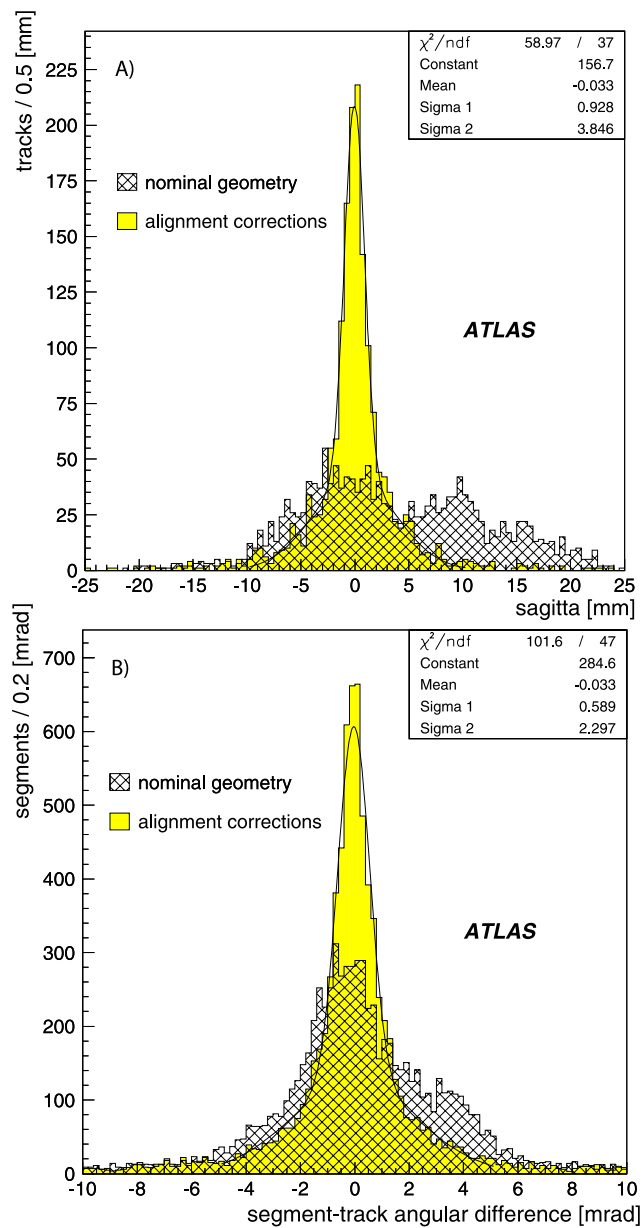 tracks / 0.5 [mm]
A)
χ²/ndf 58.97 / 37
Constant 156.7
Mean -0.033
Sigma 1 0.928
Sigma 2 3.846
nominal geometry
alignment corrections
ATLAS
225
200
175
150
125
100
75
50
25
0
-25 -20 -15 -10 -5 0 5 10 15 20 25
sagitta [mm]
segments / 0.2 [mrad]
B)
χ²/ndf 101.6 / 47
Constant 284.6
Mean -0.033
Sigma 1 0.589
Sigma 2 2.297
nominal geometry
alignment corrections
ATLAS
700
600
500
400
300
200
100
0
-10 -8 -6 -4 -2 0 2 4 6 8 10
segment-track angular difference [mrad]